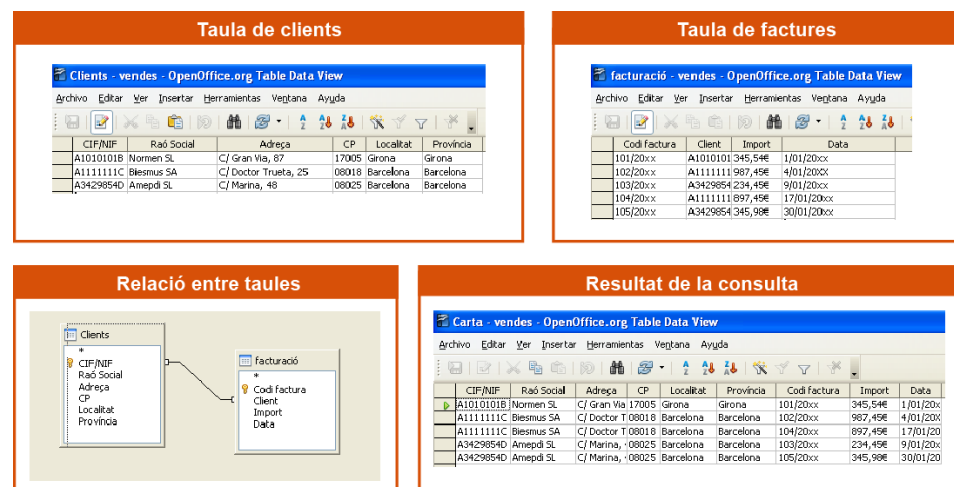 Taula de clients
Clients - vendes - OpenOffice.org Table Data View
Archivo Editar Ver Insertar Herramientas Ventana Ayuda
CIF/NIF Raó Social Adreça CP Localitat Província
A1010101B Normen SL C/ Gran Via, 87 17005 Girona Girona
A1111111C Biesmus SA C/ Doctor Trueta, 25 08018 Barcelona Barcelona
A3429854D Amepdi SL C/ Marina, 48 08025 Barcelona Barcelona
Taula de factures
facturació - vendes - OpenOffice.org Table Data View
Archivo Editar Ver Insertar Herramientas Ventana Ayuda
Codi factura Client Import Data
101/20xx A1010101 345,54€ 1/01/20xx
102/20xx A1111111 987,45€ 4/01/20XX
103/20xx A3429854 234,45€ 9/01/20xx
104/20xx A1111111 897,45€ 17/01/20xx
105/20xx A3429854 345,98€ 30/01/20xx
Relació entre taules
Clients
*
CIF/NIF
Raó Social
Adreça
CP
Localitat
Província
facturació
*
Codi factura
Client
Import
Data
Resultat de la consulta
Carta - vendes - OpenOffice.org Table Data View
Archivo Editar Ver Insertar Herramientas Ventana Ayuda
CIF/NIF Raó Social Adreça CP Localitat Província Codi factura Import Data
A1010101B Normen SL C/ Gran Via 17005 Girona Girona 101/20xx 345,54€ 1/01/20x
A1111111C Biesmus SA C/ Doctor T 08018 Barcelona Barcelona 102/20xx 987,45€ 4/01/20X
A1111111C Biesmus SA C/ Doctor T 08018 Barcelona Barcelona 104/20xx 897,45€ 17/01/20
A3429854D Amepdi SL C/ Marina, 08025 Barcelona Barcelona 103/20xx 234,45€ 9/01/20x
A3429854D Amepdi SL C/ Marina, 08025 Barcelona Barcelona 105/20xx 345,98€ 30/01/20